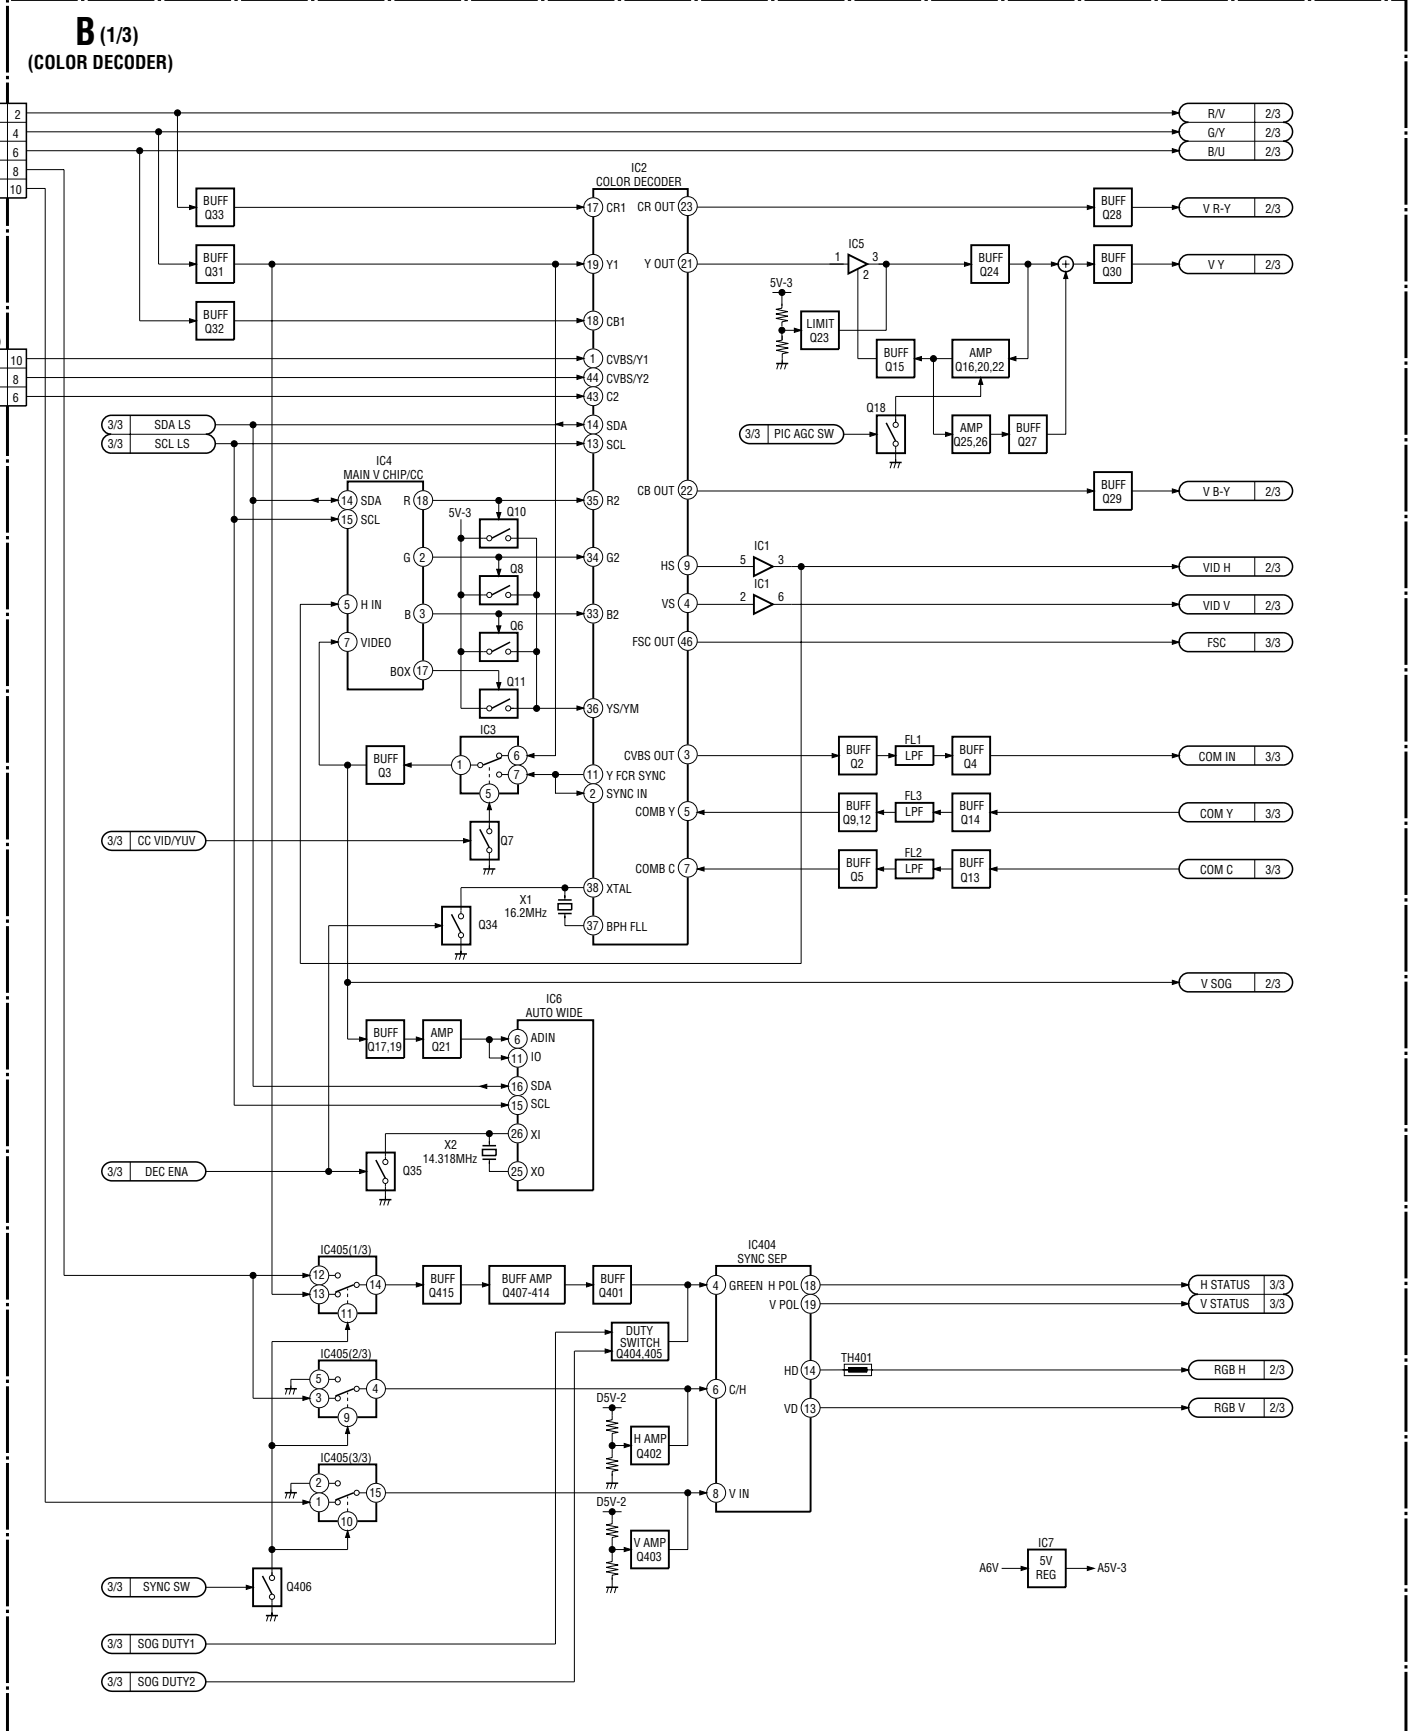 B (1/3)
(COLOR DECODER)
2
4
6
8
10
R/V 2/3
G/Y 2/3
B/U 2/3
IC2
COLOR DECODER
BUFF
Q33
17 CR1
CR OUT 23
BUFF
Q28
V R-Y 2/3
BUFF
Q31
19 Y1
Y OUT 21
IC5
1
3
2
BUFF
Q24
+
BUFF
Q30
V Y 2/3
5V-3
LIMIT
Q23
BUFF
Q32
18 CB1
BUFF
Q15
AMP
Q16,20,22
10
8
6
1 CVBS/Y1
44 CVBS/Y2
43 C2
3/3 SDA LS
3/3 SCL LS
14 SDA
13 SCL
Q18
3/3 PIC AGC SW
AMP
Q25,26
BUFF
Q27
IC4
MAIN V CHIP/CC
14 SDA
15 SCL
R 18
5V-3
Q10
35 R2
CB OUT 22
BUFF
Q29
V B-Y 2/3
G 2
Q8
34 G2
HS 9
5
IC1
3
VID H 2/3
5 H IN
B 3
Q6
33 B2
VS 4
2
IC1
6
VID V 2/3
7 VIDEO
FSC OUT 46
FSC 3/3
BOX 17
Q11
36 YS/YM
IC3
BUFF
Q3
1
6
7
5
11 Y FCR SYNC
2 SYNC IN
CVBS OUT 3
BUFF
Q2
FL1
LPF
BUFF
Q4
COM IN 3/3
COMB Y 5
BUFF
Q9,12
FL3
LPF
BUFF
Q14
COM Y 3/3
3/3 CC VID/YUV
Q7
COMB C 7
BUFF
Q5
FL2
LPF
BUFF
Q13
COM C 3/3
38 XTAL
X1
16.2MHz
Q34
37 BPH FLL
V SOG 2/3
IC6
AUTO WIDE
BUFF
Q17,19
AMP
Q21
6 ADIN
11 IO
16 SDA
15 SCL
26 XI
X2
14.318MHz
25 XO
3/3 DEC ENA
Q35
IC405(1/3)
12
13
14
11
BUFF
Q415
BUFF AMP
Q407-414
BUFF
Q401
IC404
SYNC SEP
4 GREEN
H POL 18
V POL 19
H STATUS 3/3
V STATUS 3/3
DUTY
SWITCH
Q404,405
IC405(2/3)
5
3
4
9
6 C/H
HD 14
TH401
RGB H 2/3
D5V-2
H AMP
Q402
VD 13
RGB V 2/3
IC405(3/3)
2
1
15
10
8 V IN
D5V-2
V AMP
Q403
IC7
A6V
5V
REG
A5V-3
3/3 SYNC SW
Q406
3/3 SOG DUTY1
3/3 SOG DUTY2